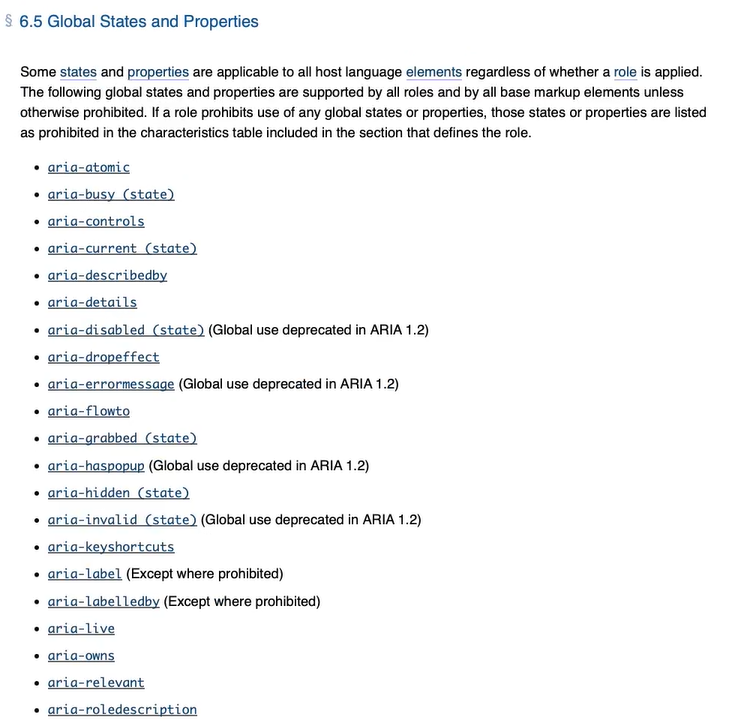 § 6.5 Global States and Properties
Some states and properties are applicable to all host language elements regardless of whether a role is applied.
The following global states and properties are supported by all roles and by all base markup elements unless
otherwise prohibited. If a role prohibits use of any global states or properties, those states or properties are listed
as prohibited in the characteristics table included in the section that defines the role.
• aria-atomic
• aria-busy (state)
• aria-controls
• aria-current (state)
• aria-describedby
• aria-details
• aria-disabled (state) (Global use deprecated in ARIA 1.2)
• aria-dropeffect
• aria-errormessage (Global use deprecated in ARIA 1.2)
• aria-flowto
• aria-grabbed (state)
• aria-haspopup (Global use deprecated in ARIA 1.2)
• aria-hidden (state)
• aria-invalid (state) (Global use deprecated in ARIA 1.2)
• aria-keyshortcuts
• aria-label (Except where prohibited)
• aria-labelledby (Except where prohibited)
• aria-live
• aria-owns
• aria-relevant
• aria-roledescription